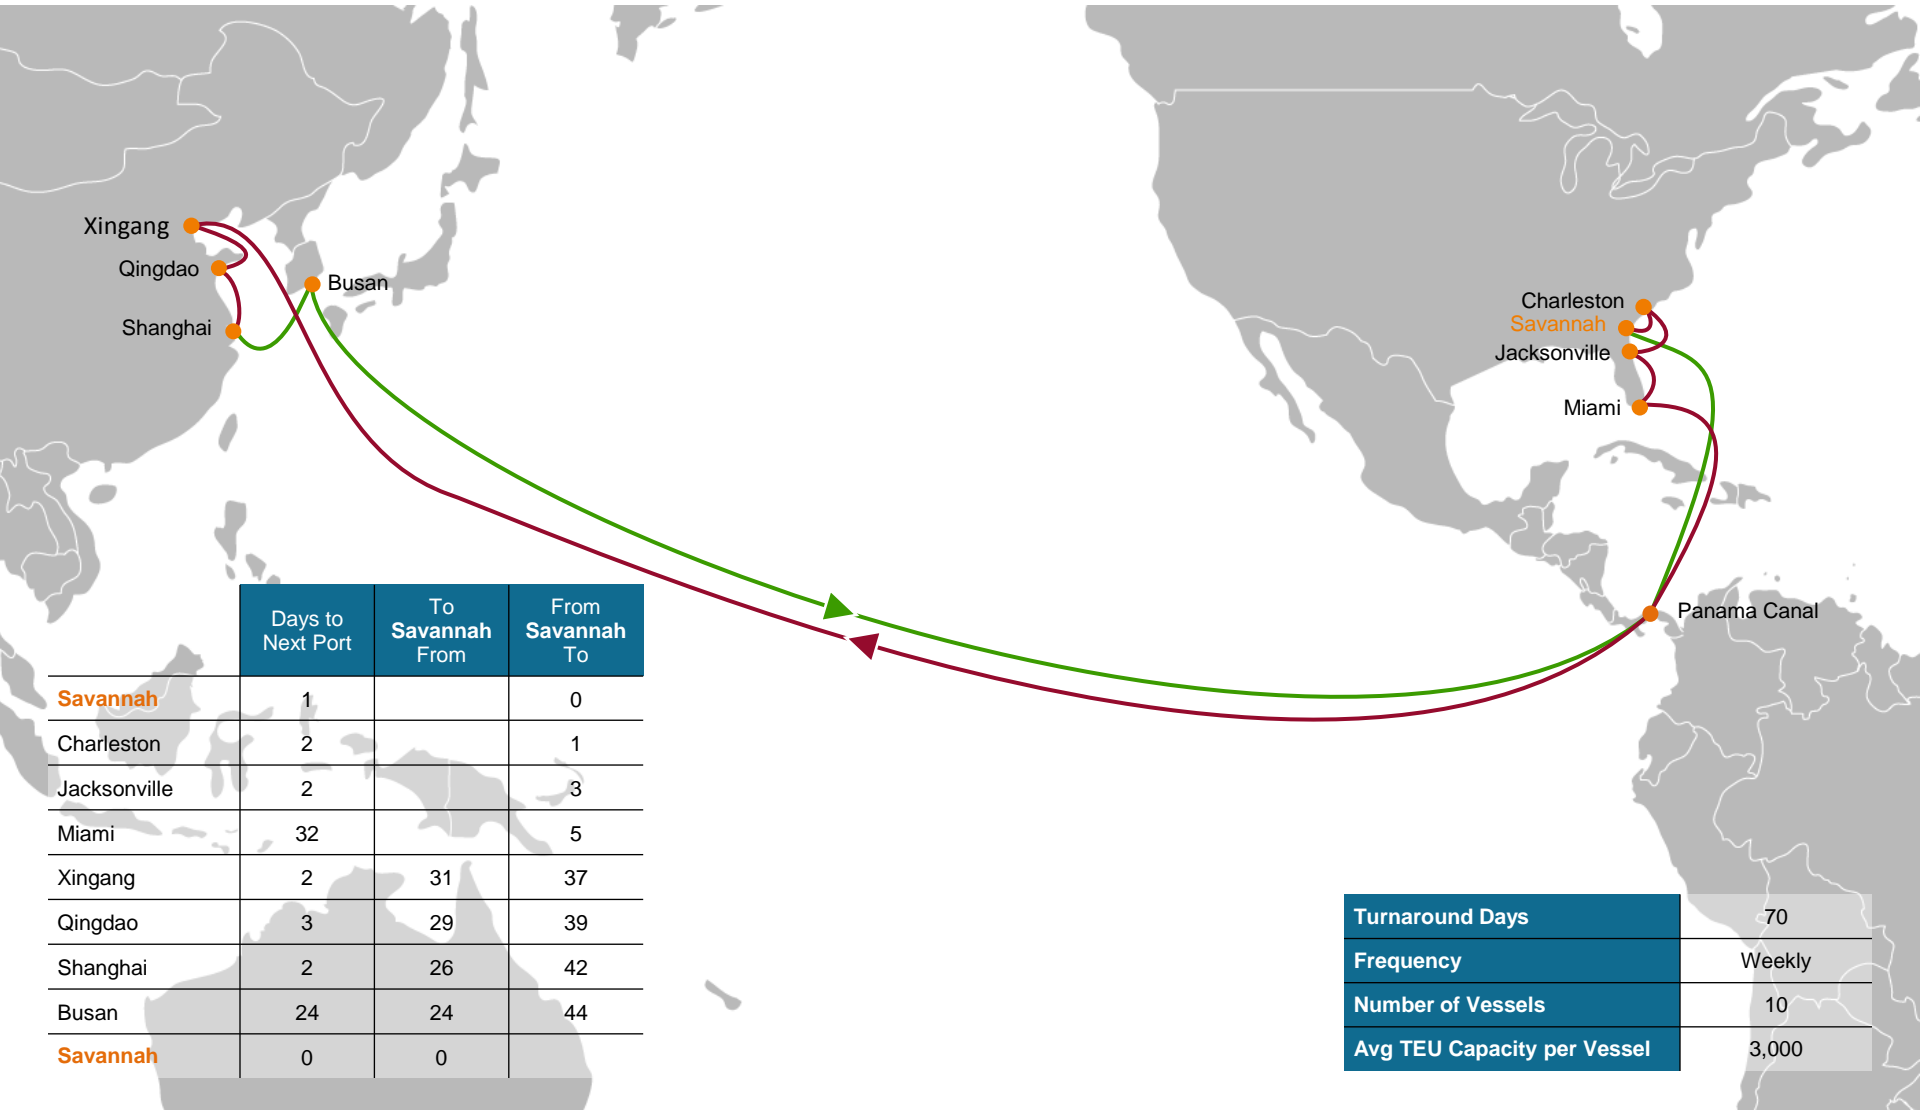 Xingang
Qingdao
Busan
Shanghai
Charleston
Savannah
Jacksonville
Miami
Panama Canal
Days to
Next Port
To
Savannah
From
From
Savannah
To
Savannah 1 0
Charleston 2 1
Jacksonville 2 3
Miami 32 5
Xingang 2 31 37
Qingdao 3 29 39
Shanghai 2 26 42
Busan 24 24 44
Savannah 0 0
Turnaround Days 70
Frequency Weekly
Number of Vessels 10
Avg TEU Capacity per Vessel 3,000